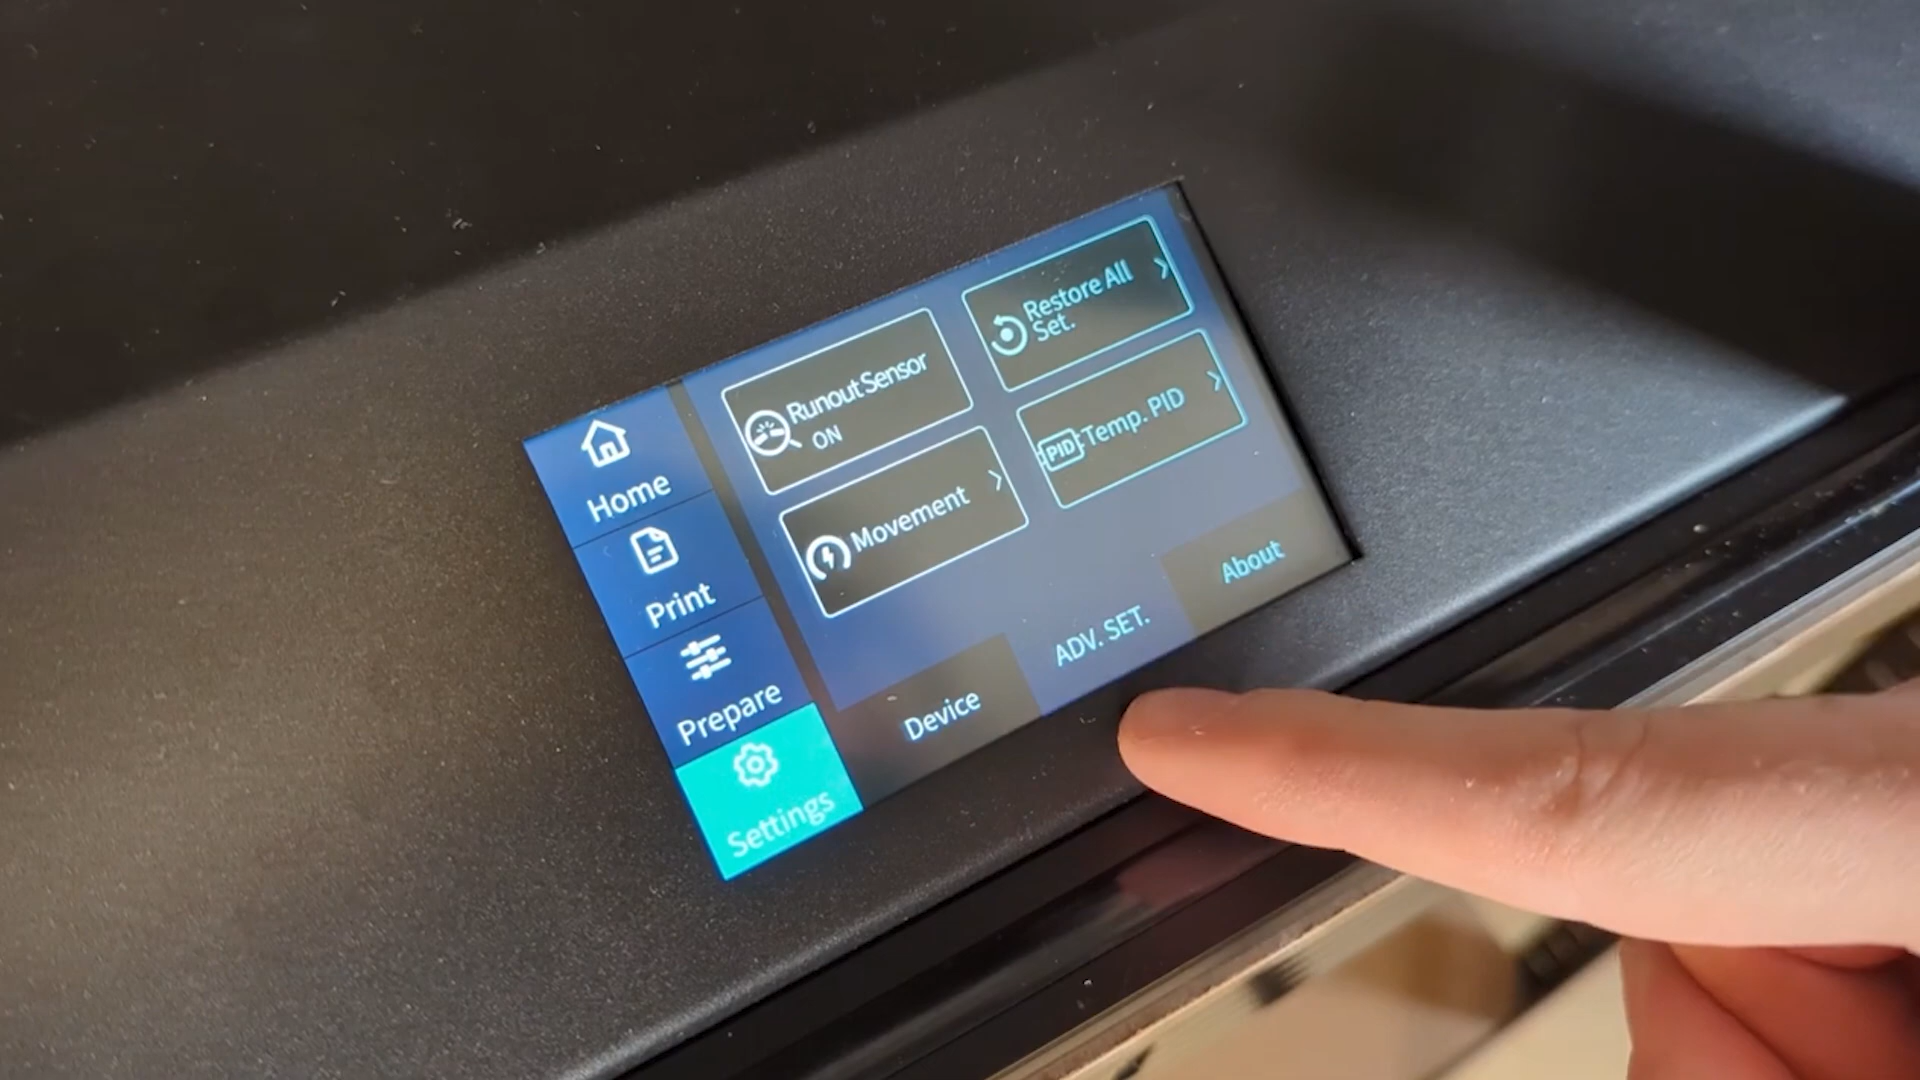 Home
Print
Prepare
Settings
Runout Sensor
ON
Restore All
Set.
Movement
PID
Temp. PID
Device
ADV. SET.
About